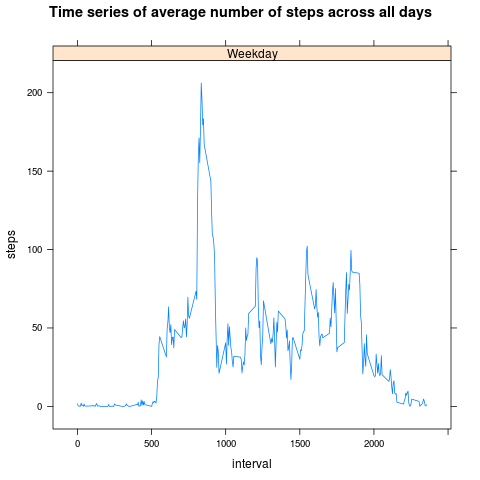 Time series of average number of steps across all days
Weekday
200
150
100
50
0
steps
0 500 1000 1500 2000
interval